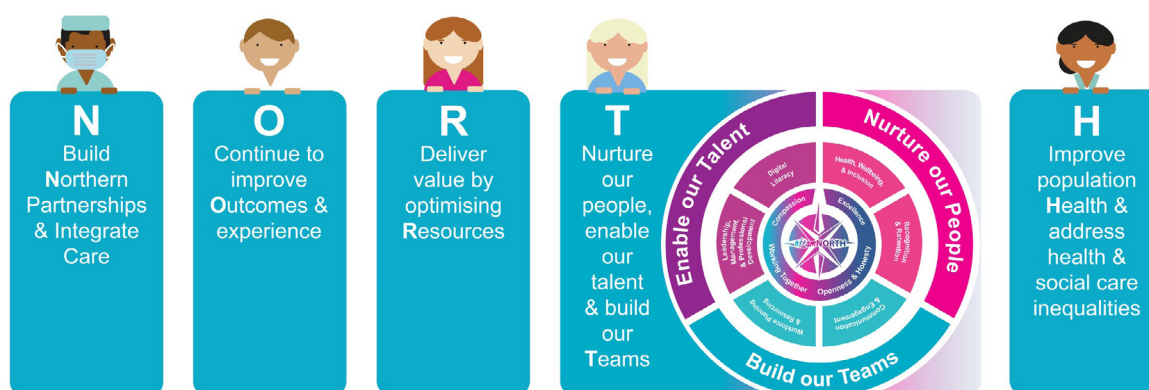 N
Build
Northern
Partnerships
& Integrate
Care
O
Continue to
improve
Outcomes &
experience
R
Deliver
value by
optimising
Resources
T
Nurture
our
people,
enable
our
talent
& build
our
Teams
Enable our Talent
Nurture our People
Build our Teams
Digital
Literacy
Health, Wellbeing,
& Inclusion
Recognition
& Retention
Communication
& Engagement
Workforce Planning
& Resourcing
Leadership,
Management
& Professional
Development
Compassion
Excellence
Openness & Honesty
Working Together
NORTH
H
Improve
population
Health &
address
health &
social care
inequalities